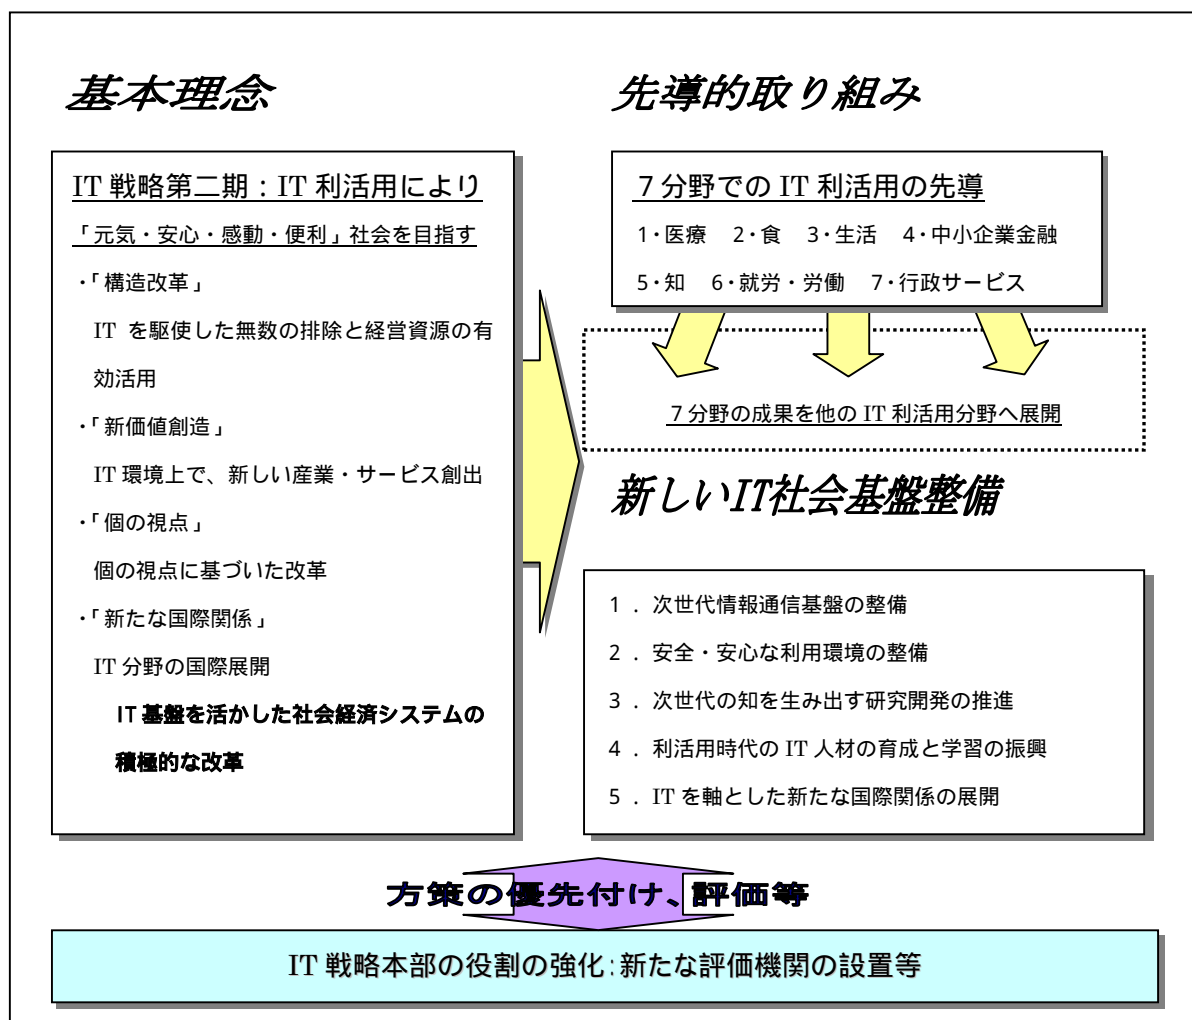 基本理念
IT 戦略第二期：IT 利活用により
「元気・安心・感動・便利」社会を目指す
・「構造改革」
IT を駆使した無数の排除と経営資源の有
効活用
・「新価値創造」
IT 環境上で、新しい産業・サービス創出
・「個の視点」
個の視点に基づいた改革
・「新たな国際関係」
IT 分野の国際展開
IT 基盤を活かした社会経済システムの
積極的な改革
先導的取り組み
７分野での IT 利活用の先導
1・医療　2・食　3・生活　4・中小企業金融
5・知　6・就労・労働　7・行政サービス
７分野の成果を他の IT 利活用分野へ展開
新しいIT社会基盤整備
1．次世代情報通信基盤の整備
2．安全・安心な利用環境の整備
3．次世代の知を生み出す研究開発の推進
4．利活用時代の IT 人材の育成と学習の振興
5．IT を軸とした新たな国際関係の展開
方策の優先付け、評価等
IT 戦略本部の役割の強化：新たな評価機関の設置等